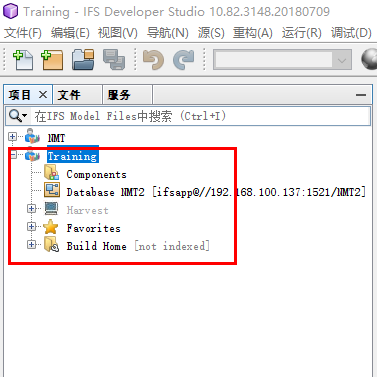 Training - IFS Developer Studio 10.82.3148.20180709
文件(F) 编辑(E) 视图(V) 导航(N) 源(S) 重构(A) 运行(R) 调试(D)
项目 × 文件 服务
在IFS Model Files中搜索 (Ctrl+I)
NMT
Training
Components
Database NMT2 [ifsapp@//192.168.100.137:1521/NMT2]
Harvest
Favorites
Build Home [not indexed]